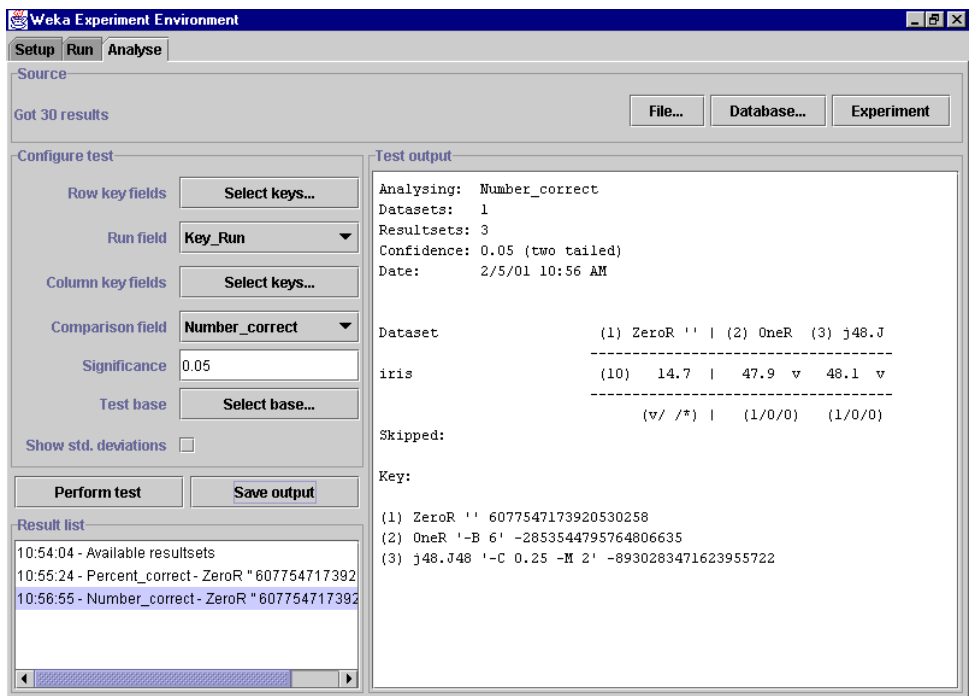 Weka Experiment Environment
Setup Run Analyse
Source
Got 30 results
File... Database... Experiment
Configure test
Row key fields Select keys...
Run field Key_Run
Column key fields Select keys...
Comparison field Number_correct
Significance 0.05
Test base Select base...
Show std. deviations
Perform test Save output
Result list
10:54:04 - Available resultsets
10:55:24 - Percent_correct - ZeroR " 607754717392
10:56:55 - Number_correct - ZeroR " 607754717392
Test output
Analysing: Number_correct
Datasets: 1
Resultsets: 3
Confidence: 0.05 (two tailed)
Date: 2/5/01 10:56 AM
Dataset (1) ZeroR '' | (2) OneR (3) j48.J
------------------------------------
iris (10) 14.7 | 47.9 v 48.1 v
------------------------------------
(v/ /*) | (1/0/0) (1/0/0)
Skipped:
Key:
(1) ZeroR '' 6077547173920530258
(2) OneR '-B 6' -2853544795764806635
(3) j48.J48 '-C 0.25 -M 2' -8930283471623955722